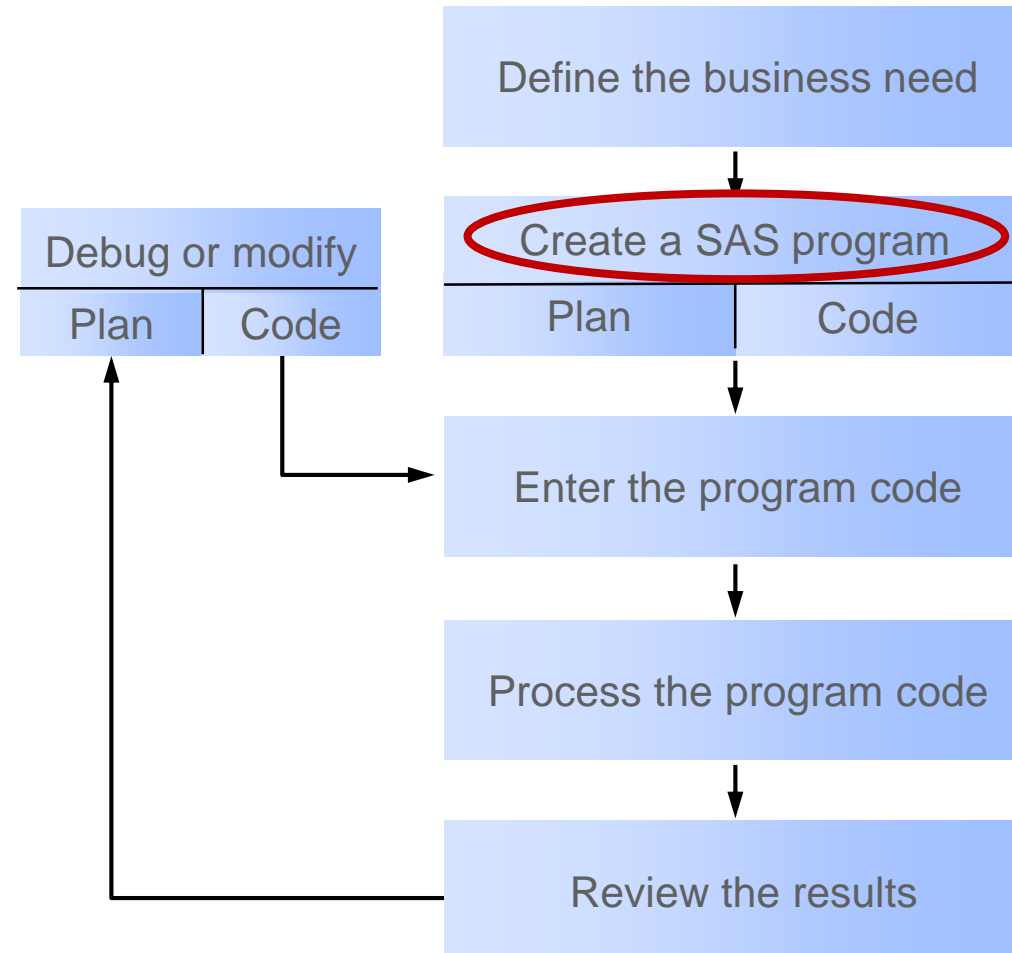 Define the business need
Create a SAS program
Plan
Code
Debug or modify
Plan
Code
Enter the program code
Process the program code
Review the results